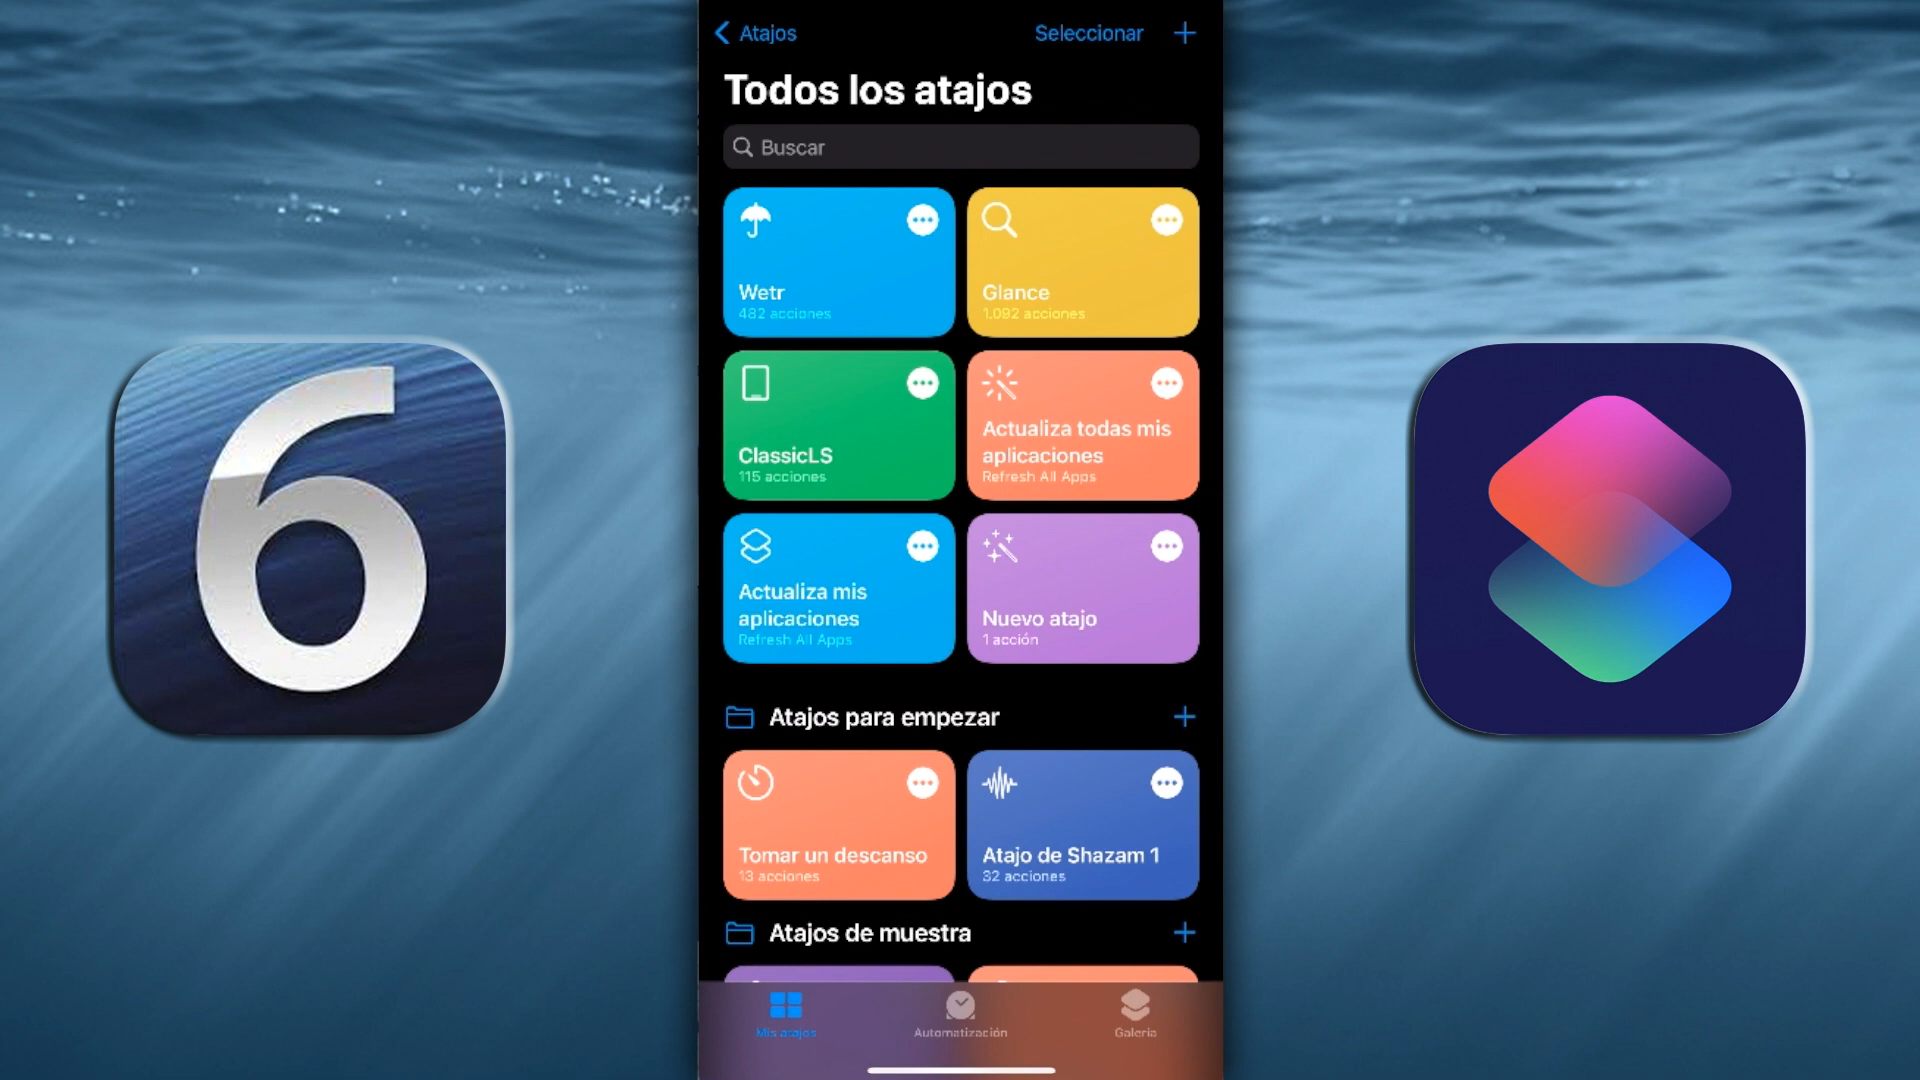 6
Atajos
Seleccionar
Todos los atajos
Buscar
Wetr
482 acciones
Glance
1.092 acciones
ClassicLS
115 acciones
Actualiza todas mis
aplicaciones
Refresh All Apps
Actualiza mis
aplicaciones
Refresh All Apps
Nuevo atajo
1 acción
Atajos para empezar
Tomar un descanso
13 acciones
Atajo de Shazam 1
32 acciones
Atajos de muestra
Mis atajos
Automatización
Galería